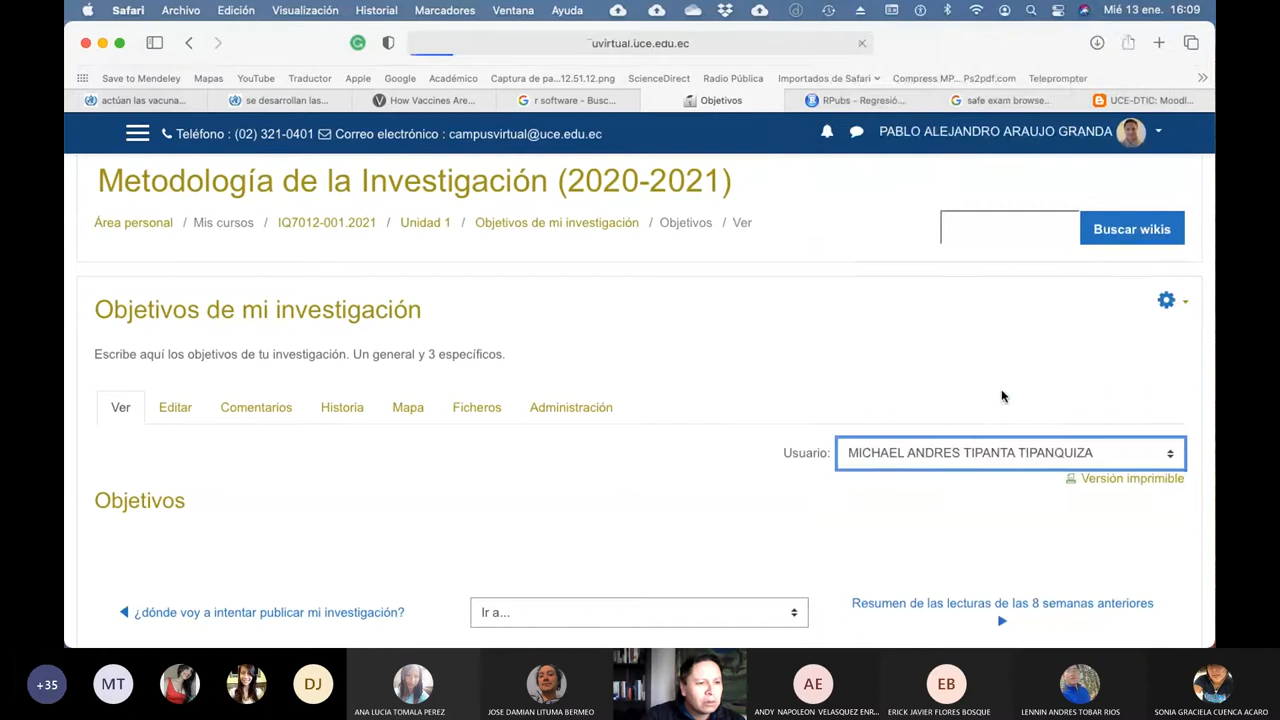 Safari Archivo Edición Visualización Historial Marcadores Ventana Ayuda Mié 13 ene. 16:09
uvirtual.uce.edu.ec
Save to Mendeley Mapas YouTube Traductor Apple Google Académico Captura de pa...12.51.12.png ScienceDirect Radio Pública Importados de Safari Compress MP... Ps2pdf.com Teleprompter
actúan las vacuna... se desarrollan las... How Vaccines Are... r software - Busc... Objetivos RPubs - Regresió... safe exam browse... UCE-DTIC: Moodl...
Teléfono : (02) 321-0401 Correo electrónico : campusvirtual@uce.edu.ec PABLO ALEJANDRO ARAUJO GRANDA
Metodología de la Investigación (2020-2021)
Área personal / Mis cursos / IQ7012-001.2021 / Unidad 1 / Objetivos de mi investigación / Objetivos / Ver
Buscar wikis
Objetivos de mi investigación
Escribe aquí los objetivos de tu investigación. Un general y 3 específicos.
Ver Editar Comentarios Historia Mapa Ficheros Administración
Usuario: MICHAEL ANDRES TIPANTA TIPANQUIZA
Versión imprimible
Objetivos
¿dónde voy a intentar publicar mi investigación? Ir a... Resumen de las lecturas de las 8 semanas anteriores
+35 MT DJ AE EB
ANA LUCIA TOMALA PEREZ JOSE DAMIAN LITUMA BERMEO ANDY NAPOLEON VELASQUEZ ENR... ERICK JAVIER FLORES BOSQUE LENNIN ANDRES TOBAR RIOS SONIA GRACIELA CUENCA ACARO